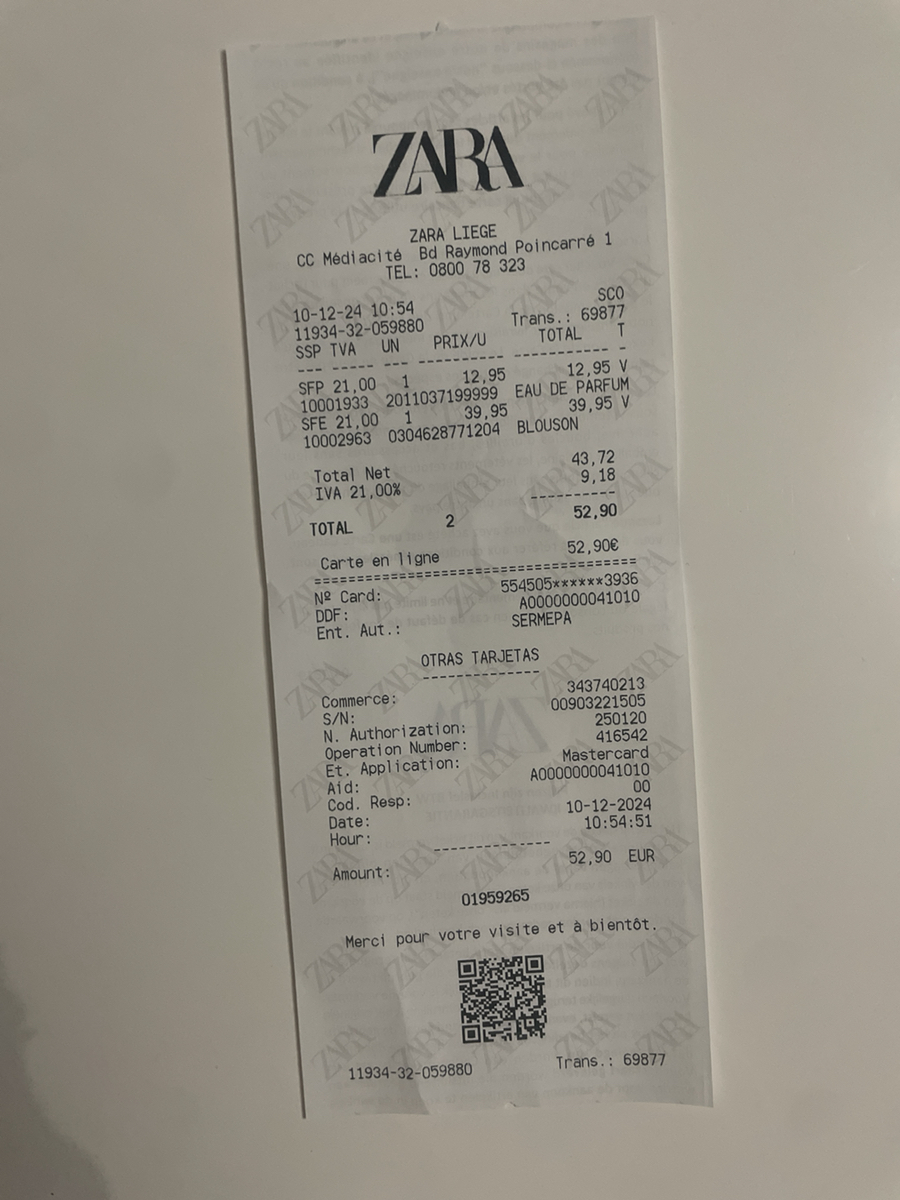 ZARA
ZARA LIEGE
CC Médiacité Bd Raymond Poincarré 1
TEL: 0800 78 323
SCO
10-12-24 10:54
11934-32-059880 Trans.: 69877
SSP TVA UN PRIX/U TOTAL T
--- ----- --- ---------- ----------- -
SFP 21,00 1 12,95 12,95 V
10001933 2011037199999 EAU DE PARFUM
SFE 21,00 1 39,95 39,95 V
10002963 0304628771204 BLOUSON
Total Net 43,72
IVA 21,00% 9,18
----------
TOTAL 2 52,90
Carte en ligne 52,90€
======================================
Nº Card: 554505******3936
DDF: A0000000041010
Ent. Aut.: SERMEPA
OTRAS TARJETAS
--------------
Commerce: 343740213
S/N: 00903221505
N. Authorization: 250120
Operation Number: 416542
Et. Application: Mastercard
Aid: A0000000041010
Cod. Resp: 00
Date: 10-12-2024
Hour: 10:54:51
--------------
Amount: 52,90 EUR
01959265
Merci pour votre visite et à bientôt.
11934-32-059880 Trans.: 69877